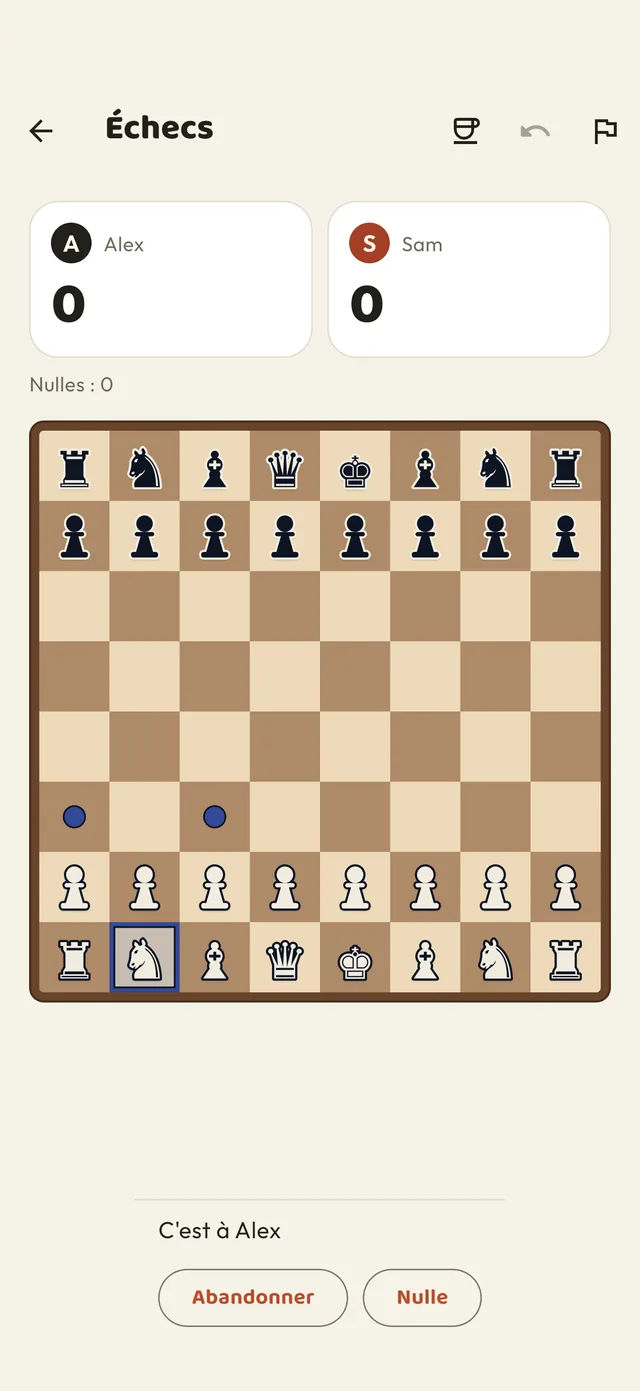 Échecs
A Alex
0
S Sam
0
Nulles : 0
C'est à Alex
Abandonner
Nulle